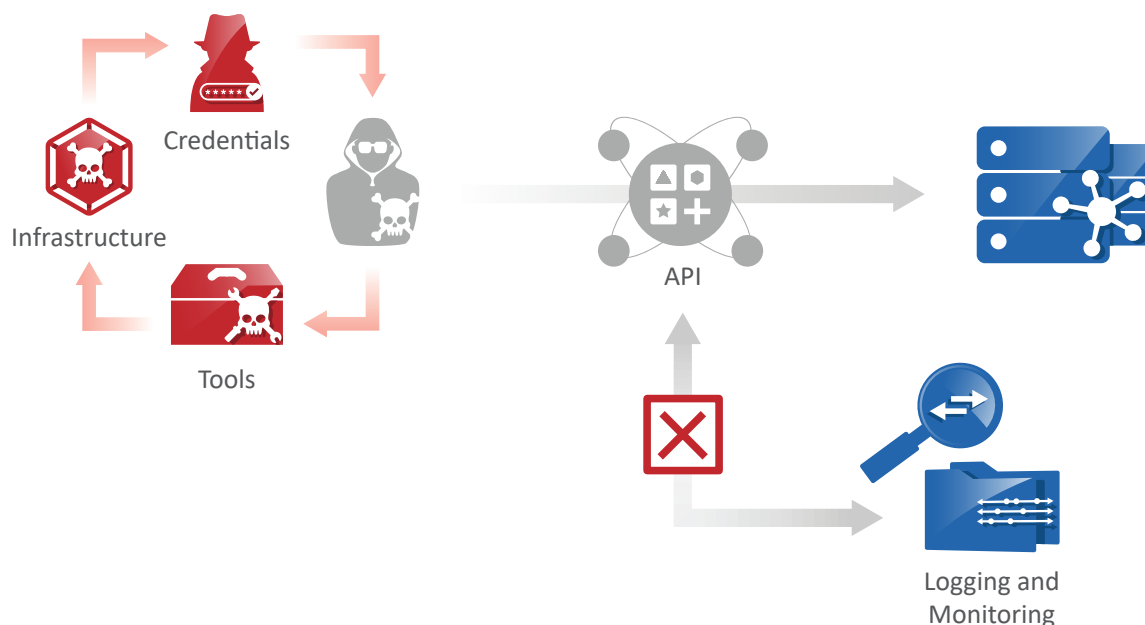 Credentials
Infrastructure
API
Tools
Logging and
Monitoring